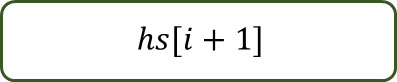 hs[i + 1]